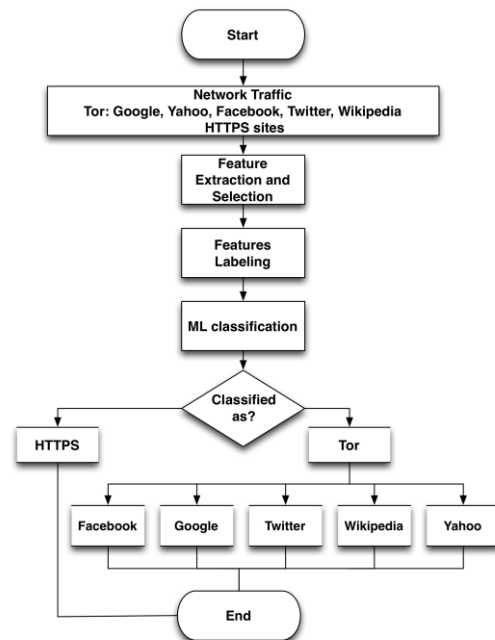 Start
Network Traffic
Tor: Google, Yahoo, Facebook, Twitter, Wikipedia
HTTPS sites
Feature
Extraction and
Selection
Features
Labeling
ML classification
Classified
as?
HTTPS
Tor
Facebook
Google
Twitter
Wikipedia
Yahoo
End